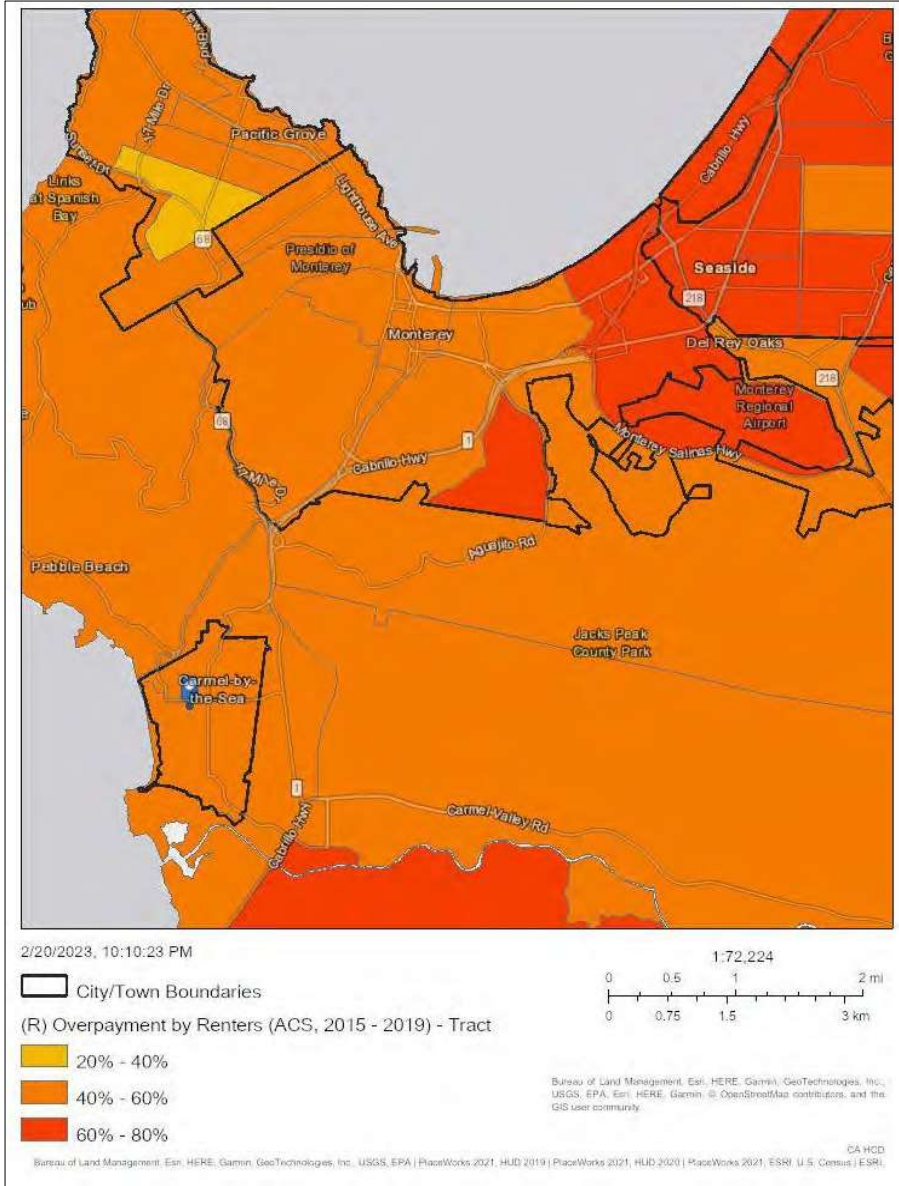 View Blvd
17 Mile Dr
Pacific Grove
Sunset Dr
Links
at Spanish
Bay
68
Lighthouse Ave
Presidio of
Monterey
Cabrillo Hwy
Seaside
218
Monterey
Del Rey Oaks
218
Monterey
Regional
Airport
68
1
Monterey Salinas Hwy
Cabrillo Hwy
17 Mile Dr
Aguajito Rd
Pebble Beach
Jacks Peak
County Park
Carmel-by-
the-Sea
1
Carmel Valley Rd
Cabrillo Hwy
2/20/2023, 10:10:23 PM
1:72,224
0 0.5 1 2 mi
0 0.75 1.5 3 km
City/Town Boundaries
(R) Overpayment by Renters (ACS, 2015 - 2019) - Tract
20% - 40%
40% - 60%
60% - 80%
Bureau of Land Management, Esri, HERE, Garmin, GeoTechnologies, Inc.,
USGS, EPA, Esri, HERE, Garmin, © OpenStreetMap contributors, and the
GIS user community
CA HCD
Bureau of Land Management, Esri, HERE, Garmin, GeoTechnologies, Inc., USGS, EPA | PlaceWorks 2021, HUD 2019 | PlaceWorks 2021, HUD 2020 | PlaceWorks 2021, ESRI, U.S. Census | ESRI,